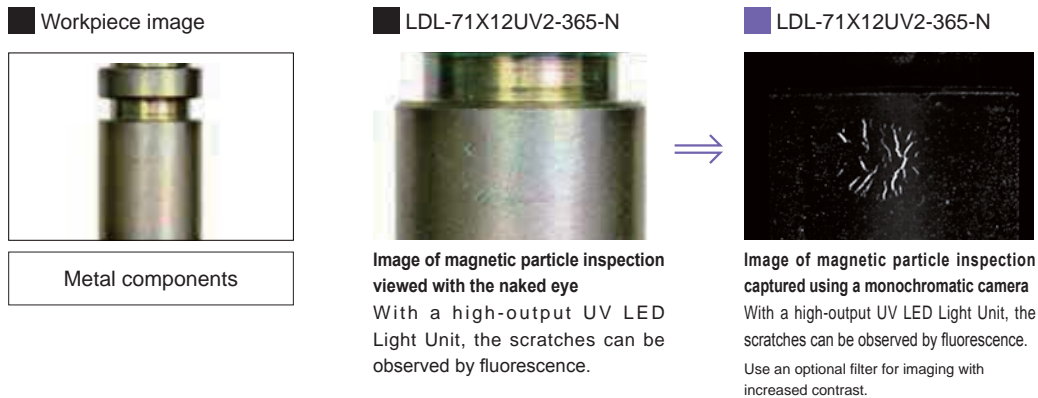 Workpiece image
Metal components
LDL-71X12UV2-365-N
Image of magnetic particle inspection
viewed with the naked eye
With a high-output UV LED
Light Unit, the scratches can be
observed by fluorescence.
LDL-71X12UV2-365-N
Image of magnetic particle inspection
captured using a monochromatic camera
With a high-output UV LED Light Unit, the
scratches can be observed by fluorescence.
Use an optional filter for imaging with
increased contrast.